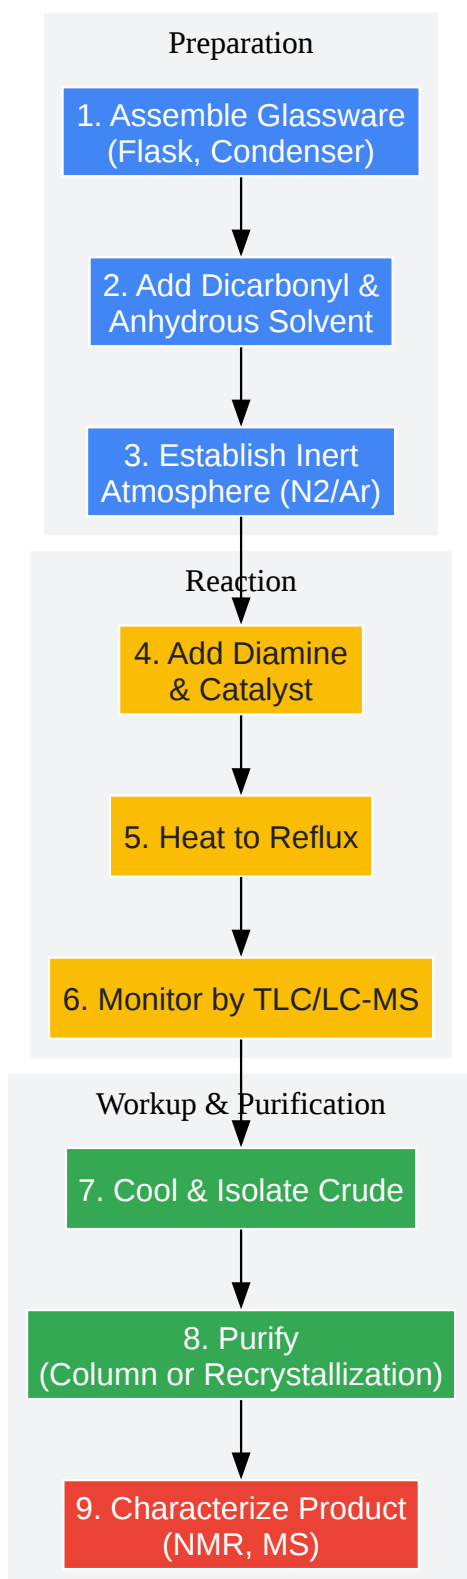 Preparation
1. Assemble Glassware
(Flask, Condenser)
2. Add Dicarbonyl &
Anhydrous Solvent
3. Establish Inert
Atmosphere (N2/Ar)
Reaction
4. Add Diamine
& Catalyst
5. Heat to Reflux
6. Monitor by TLC/LC-MS
Workup & Purification
7. Cool & Isolate Crude
8. Purify
(Column or Recrystallization)
9. Characterize Product
(NMR, MS)